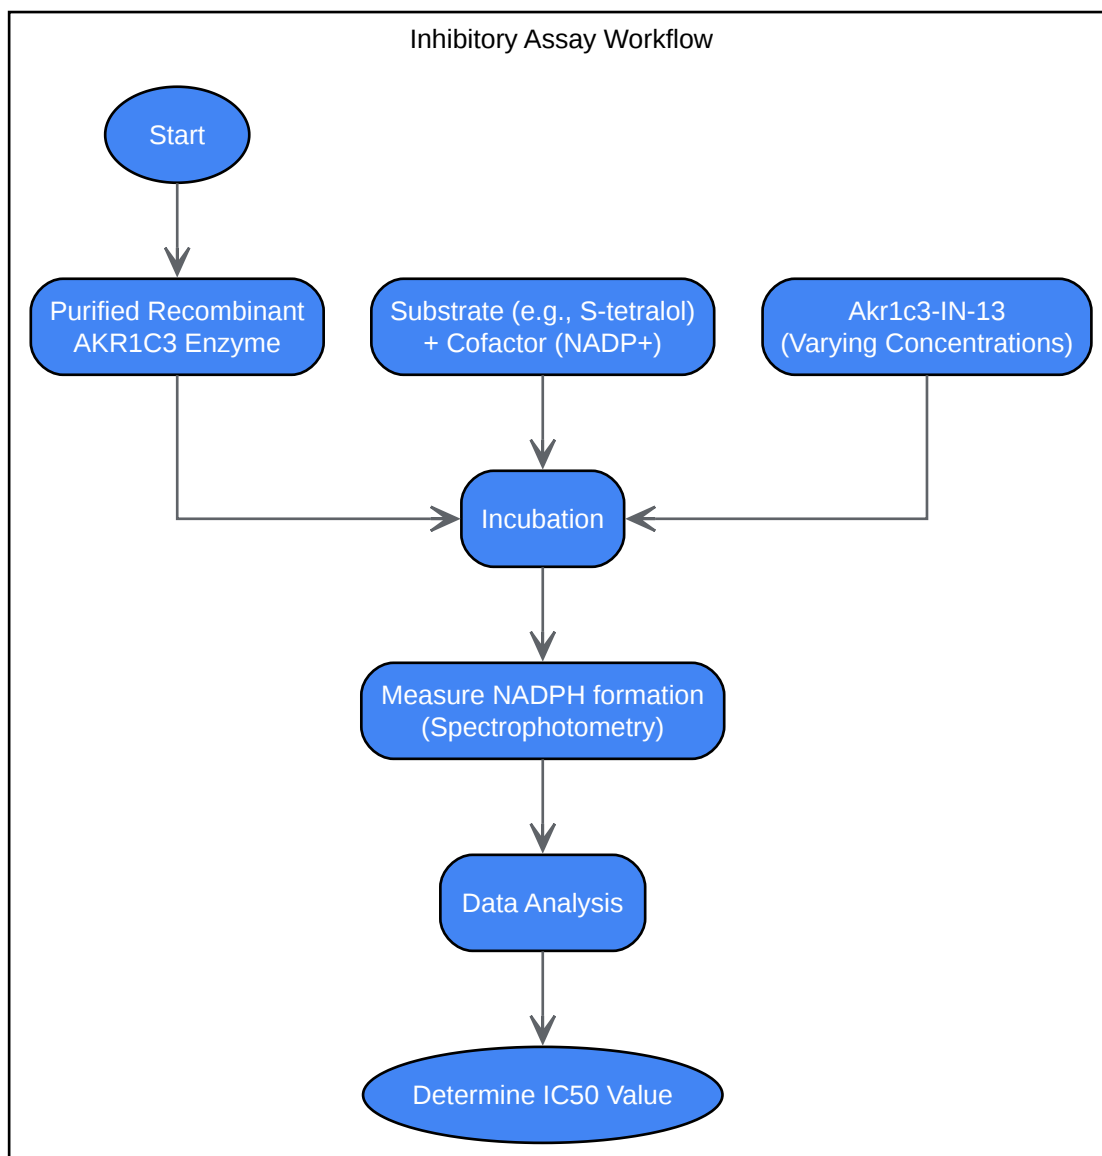 Inhibitory Assay Workflow
Start
Purified Recombinant
AKR1C3 Enzyme
Substrate (e.g., S-tetralol)
+ Cofactor (NADP+)
Akr1c3-IN-13
(Varying Concentrations)
Incubation
Measure NADPH formation
(Spectrophotometry)
Data Analysis
Determine IC50 Value